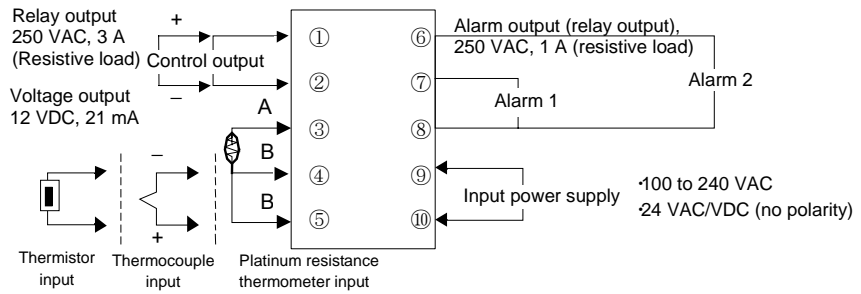 Relay output
250 VAC, 3 A
(Resistive load)
+
Control output
−
Voltage output
12 VDC, 21 mA
A
B
B
①
②
③
④
⑤
⑥
⑦
⑧
⑨
⑩
Alarm output (relay output),
250 VAC, 1 A (resistive load)
Alarm 1
Alarm 2
Input power supply
•100 to 240 VAC
•24 VAC/VDC (no polarity)
−
+
Thermistor
input
Thermocouple
input
Platinum resistance
thermometer input